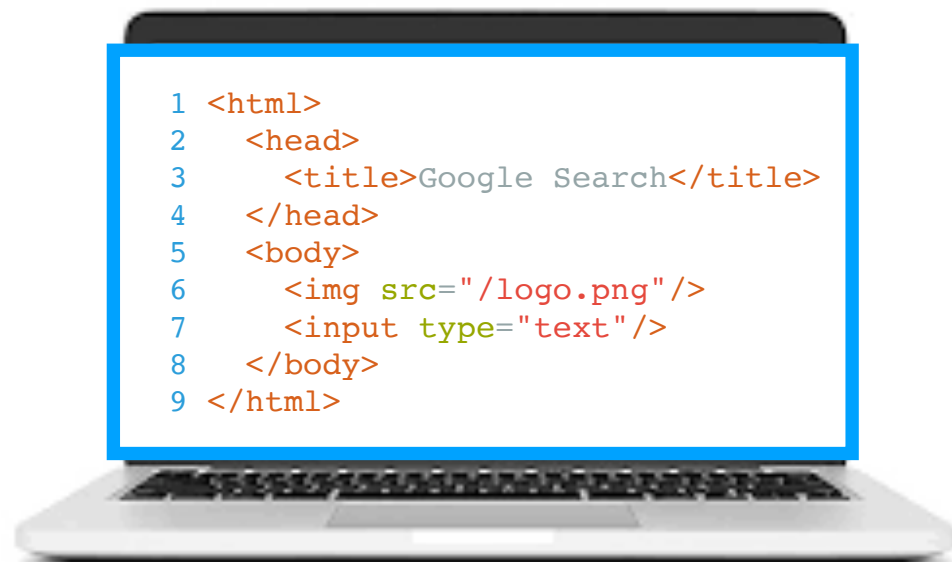 1 <html>
2   <head>
3     <title>Google Search</title>
4   </head>
5   <body>
6     <img src="/logo.png"/>
7     <input type="text"/>
8   </body>
9 </html>